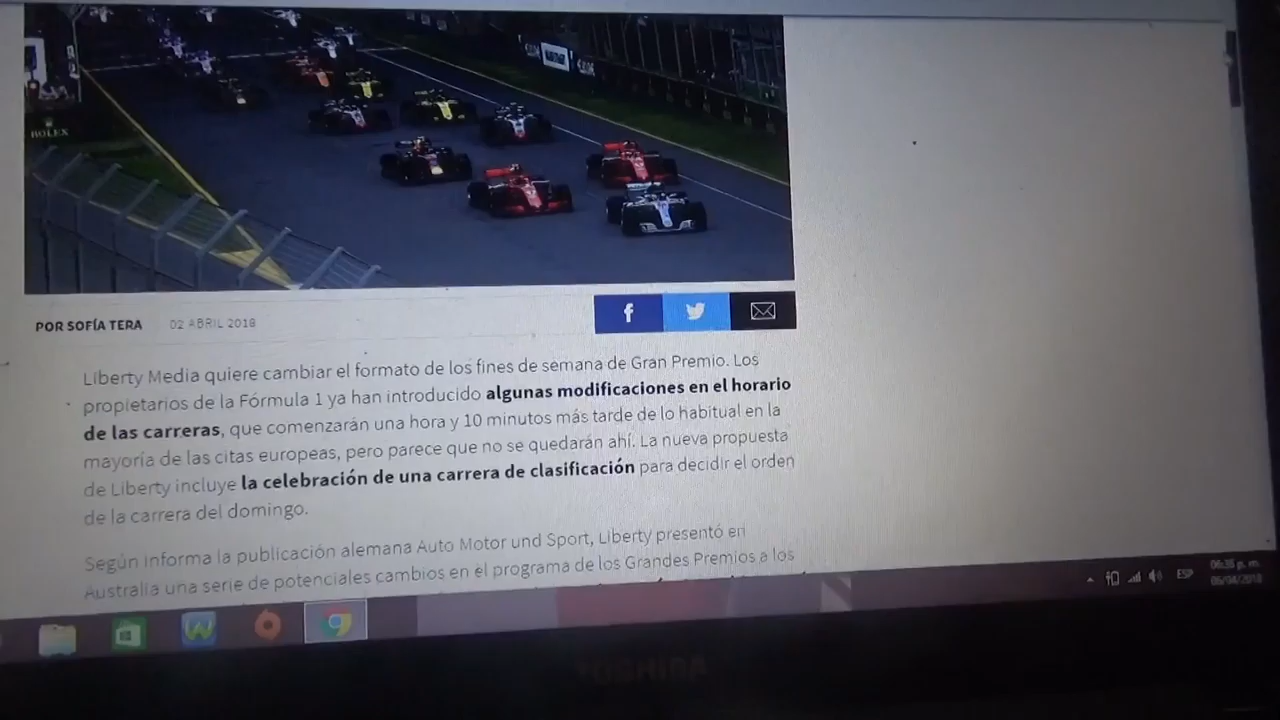 ROLEX
POR SOFÍA TERA 02 ABRIL 2018
f
Liberty Media quiere cambiar el formato de los fines de semana de Gran Premio. Los
propietarios de la Fórmula 1 ya han introducido algunas modificaciones en el horario
de las carreras, que comenzarán una hora y 10 minutos más tarde de lo habitual en la
mayoría de las citas europeas, pero parece que no se quedarán ahí. La nueva propuesta
de Liberty incluye la celebración de una carrera de clasificación para decidir el orden
de la carrera del domingo.
Según informa la publicación alemana Auto Motor und Sport, Liberty presentó en
Australia una serie de potenciales cambios en el programa de los Grandes Premios a los
ESP 06:36 p. m.
06/04/2018
TOSHIBA